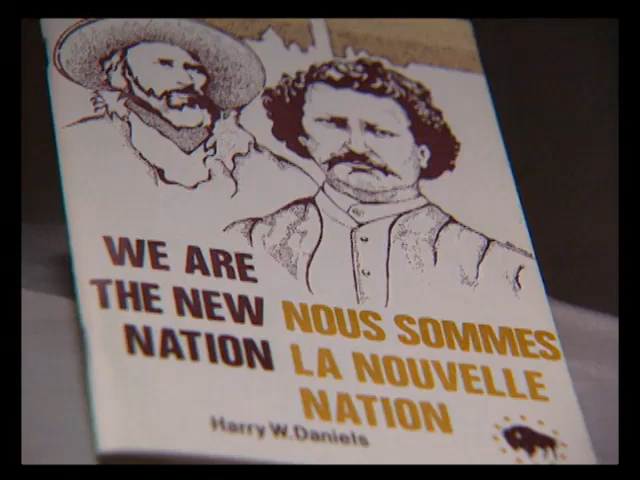 WE ARE
THE NEW
NATION
NOUS SOMMES
LA NOUVELLE
NATION
Harry W. Daniels